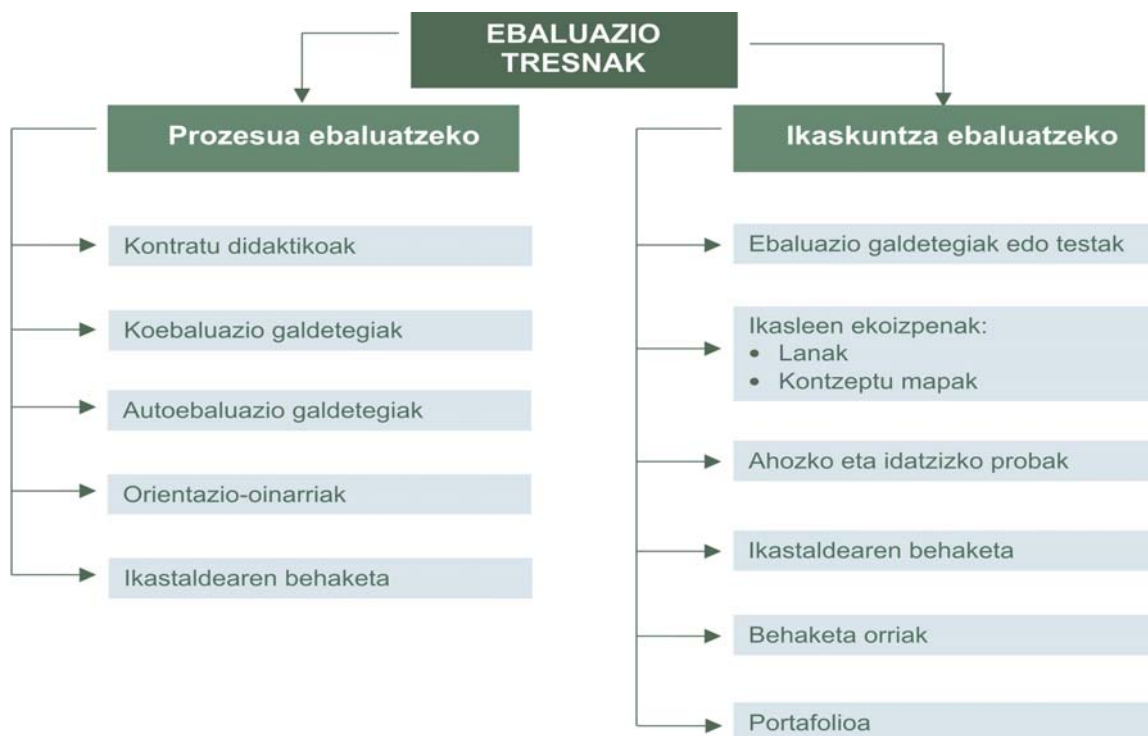 EBALUAZIO
TRESNAK
Prozesua ebaluatzeko
Kontratu didaktikoak
Koebaluazio galdetegiak
Autoebaluazio galdetegiak
Orientazio-oinarriak
Ikastaldearen behaketa
Ikaskuntza ebaluatzeko
Ebaluazio galdetegiak edo testak
Ikasleen ekoizpenak:
• Lanak
• Kontzeptu mapak
Ahozko eta idatzizko probak
Ikastaldearen behaketa
Behaketa orriak
Portafolioa